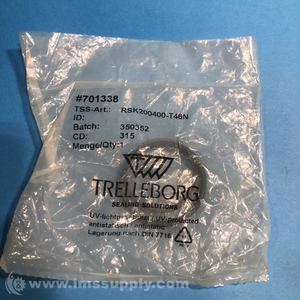 #701338
TSS-Art.: RSK200400-T46N
ID:
Batch: 350352
CD: 315
Menge/Qty: 1
TRELLEBORG
SEALING SOLUTIONS
UV-protected
antistatisch / antistatic
Lagerung nach DIN 7716
© www.imssupply.com